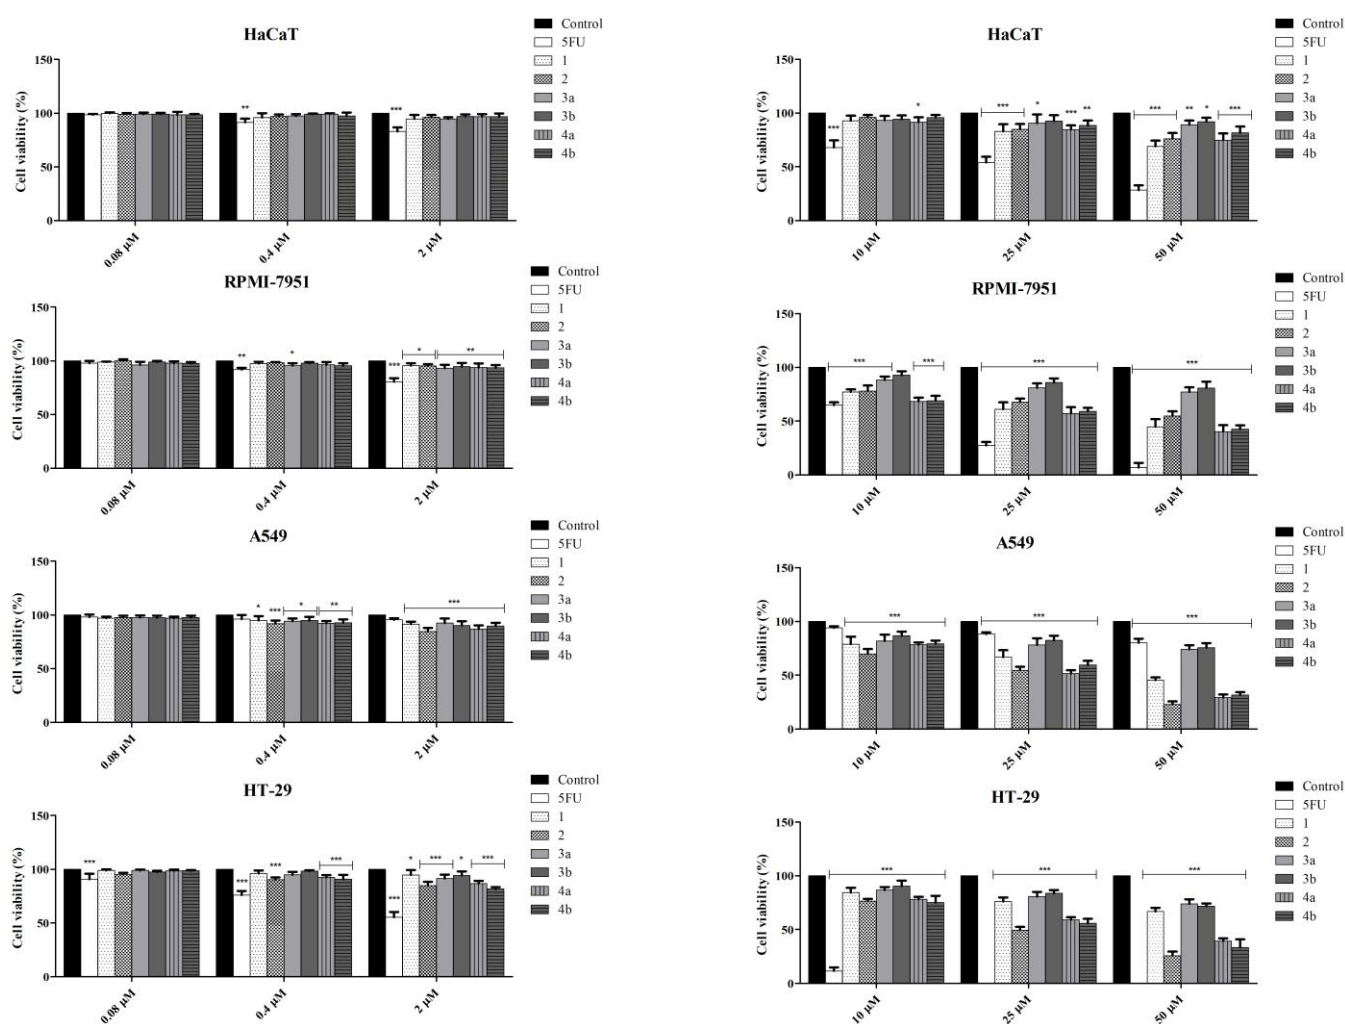 HaCaT
Cell viability (%)
150
100
50
0
** ***
0.08 µM 0.4 µM 2 µM
Control
5FU
1
2
3a
3b
4a
4b
HaCaT
Cell viability (%)
150
100
50
0
*** * *** * *** ** *** ** * ***
10 µM 25 µM 50 µM
Control
5FU
1
2
3a
3b
4a
4b
RPMI-7951
Cell viability (%)
150
100
50
0
** * *** * **
0.08 µM 0.4 µM 2 µM
Control
5FU
1
2
3a
3b
4a
4b
RPMI-7951
Cell viability (%)
150
100
50
0
*** *** *** ***
10 µM 25 µM 50 µM
Control
5FU
1
2
3a
3b
4a
4b
A549
Cell viability (%)
150
100
50
0
* *** * ** ***
0.08 µM 0.4 µM 2 µM
Control
5FU
1
2
3a
3b
4a
4b
A549
Cell viability (%)
150
100
50
0
*** *** ***
10 µM 25 µM 50 µM
Control
5FU
1
2
3a
3b
4a
4b
HT-29
Cell viability (%)
150
100
50
0
*** *** *** *** *** * *** * ***
0.08 µM 0.4 µM 2 µM
Control
5FU
1
2
3a
3b
4a
4b
HT-29
Cell viability (%)
150
100
50
0
*** *** ***
10 µM 25 µM 50 µM
Control
5FU
1
2
3a
3b
4a
4b